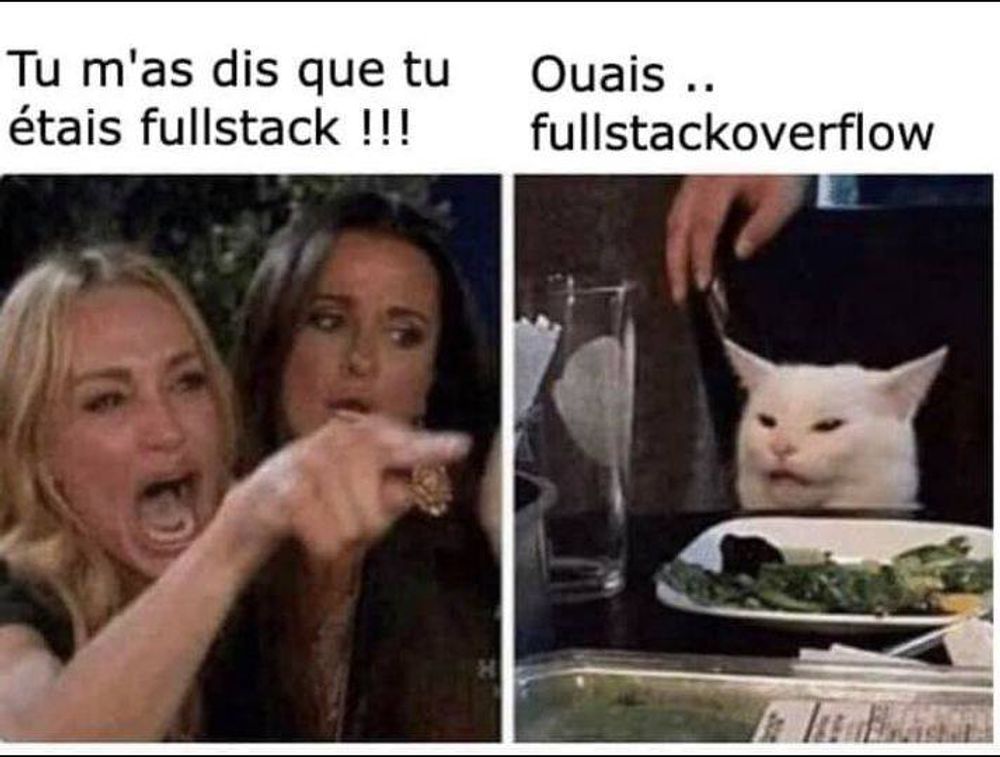 Tu m'as dis que tu
étais fullstack !!!
Ouais ..
fullstackoverflow